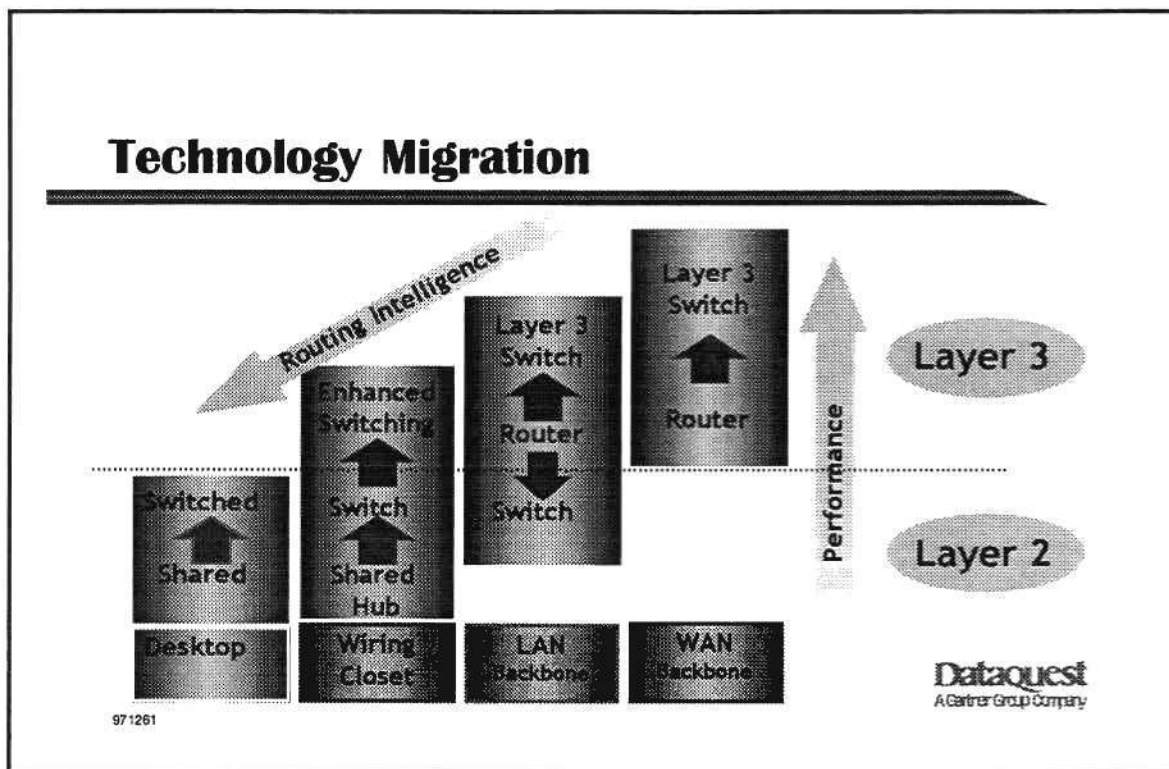 Technology Migration
Routing Intelligence
Switched
Shared
Desktop
Enhanced
Switching
Switch
Shared
Hub
Wiring
Closet
Layer 3
Switch
Router
Switch
LAN
Backbone
Layer 3
Switch
Router
WAN
Backbone
Performance
Layer 3
Layer 2
Dataquest
A Gartner Group Company
971261